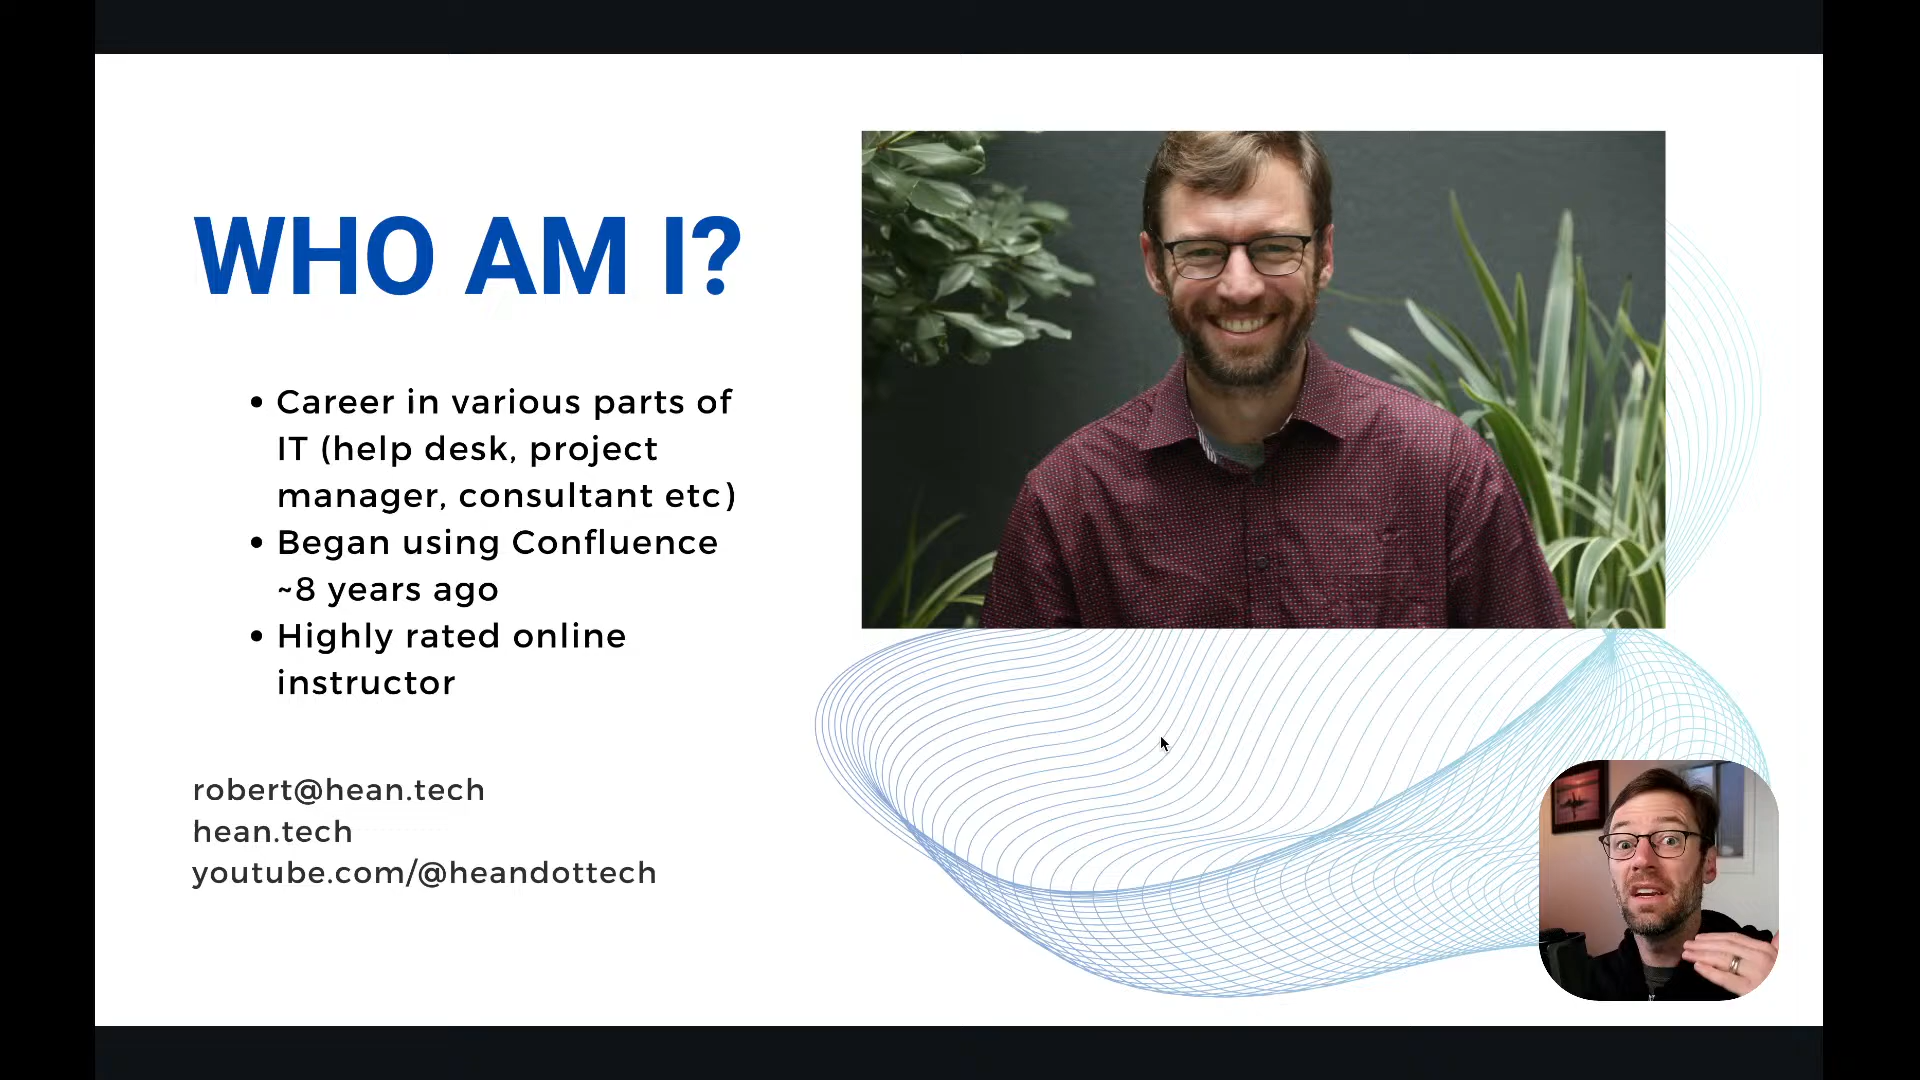 WHO AM I?
• Career in various parts of
IT (help desk, project
manager, consultant etc)
• Began using Confluence
~8 years ago
• Highly rated online
instructor
robert@hean.tech
hean.tech
youtube.com/@heandottech